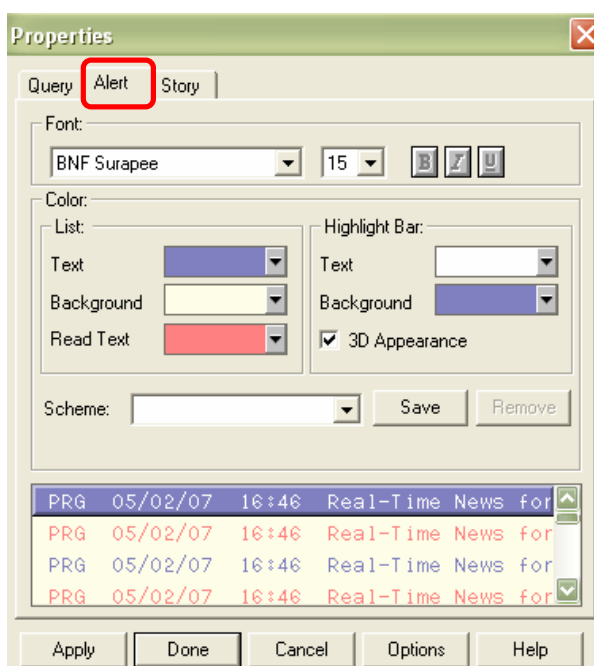 Properties
Query Alert Story
Font:
BNF Surapee 15 B I U
Color:
List:
Text
Background
Read Text
Highlight Bar:
Text
Background
3D Appearance
Scheme: Save Remove
PRG 05/02/07 16:46 Real-Time News for
PRG 05/02/07 16:46 Real-Time News for
PRG 05/02/07 16:46 Real-Time News for
PRG 05/02/07 16:46 Real-Time News for
Apply Done Cancel Options Help